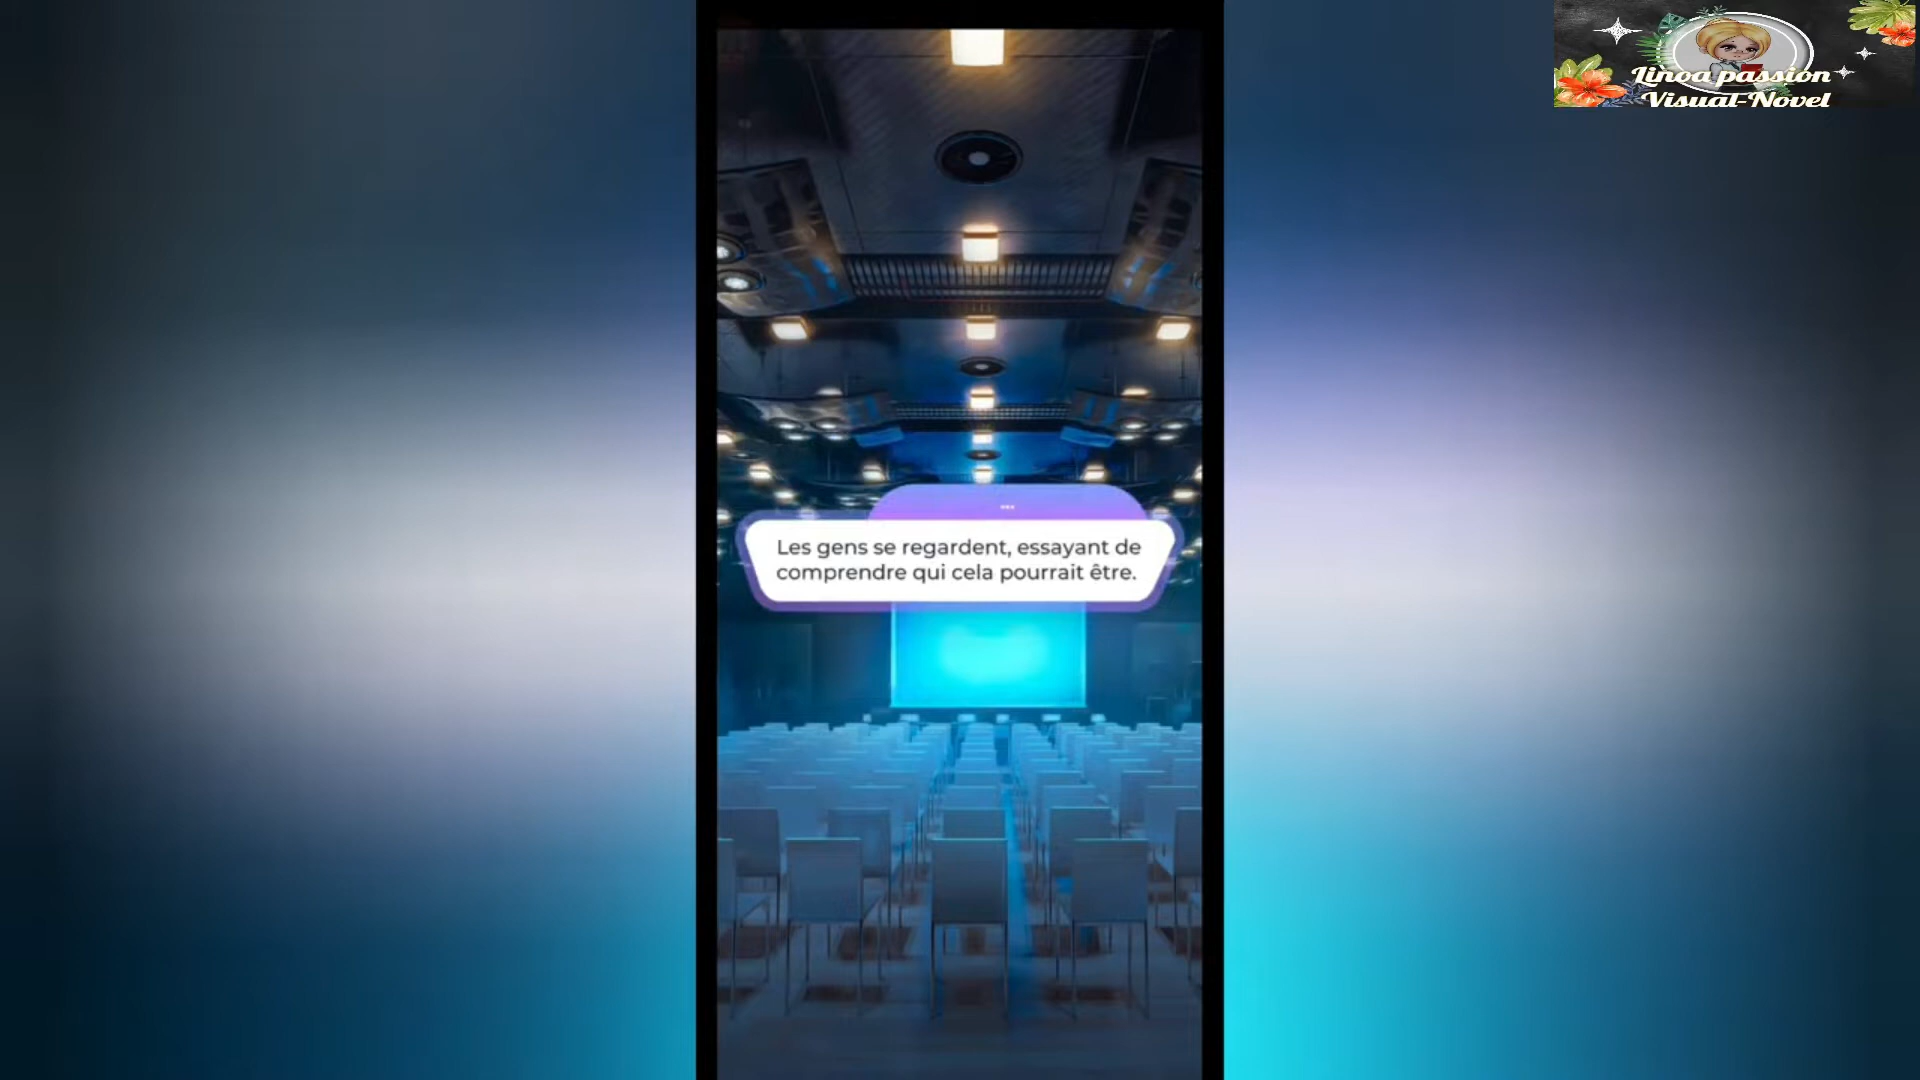 Linoa passion
Visual-Novel
...
Les gens se regardent, essayant de
comprendre qui cela pourrait être.